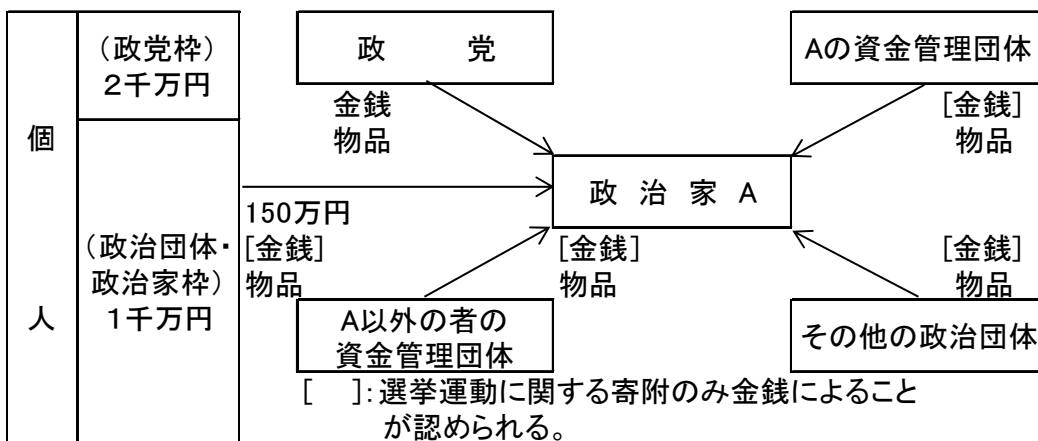 個
人
（政党枠）
２千万円
（政治団体・
政治家枠）
１千万円
政　　党
金銭
物品
Aの資金管理団体
[金銭]
物品
政　治　家　A
150万円
[金銭]
物品
[金銭]
物品
[金銭]
物品
A以外の者の
資金管理団体
その他の政治団体
[　　]：選挙運動に関する寄附のみ金銭によること
が認められる。